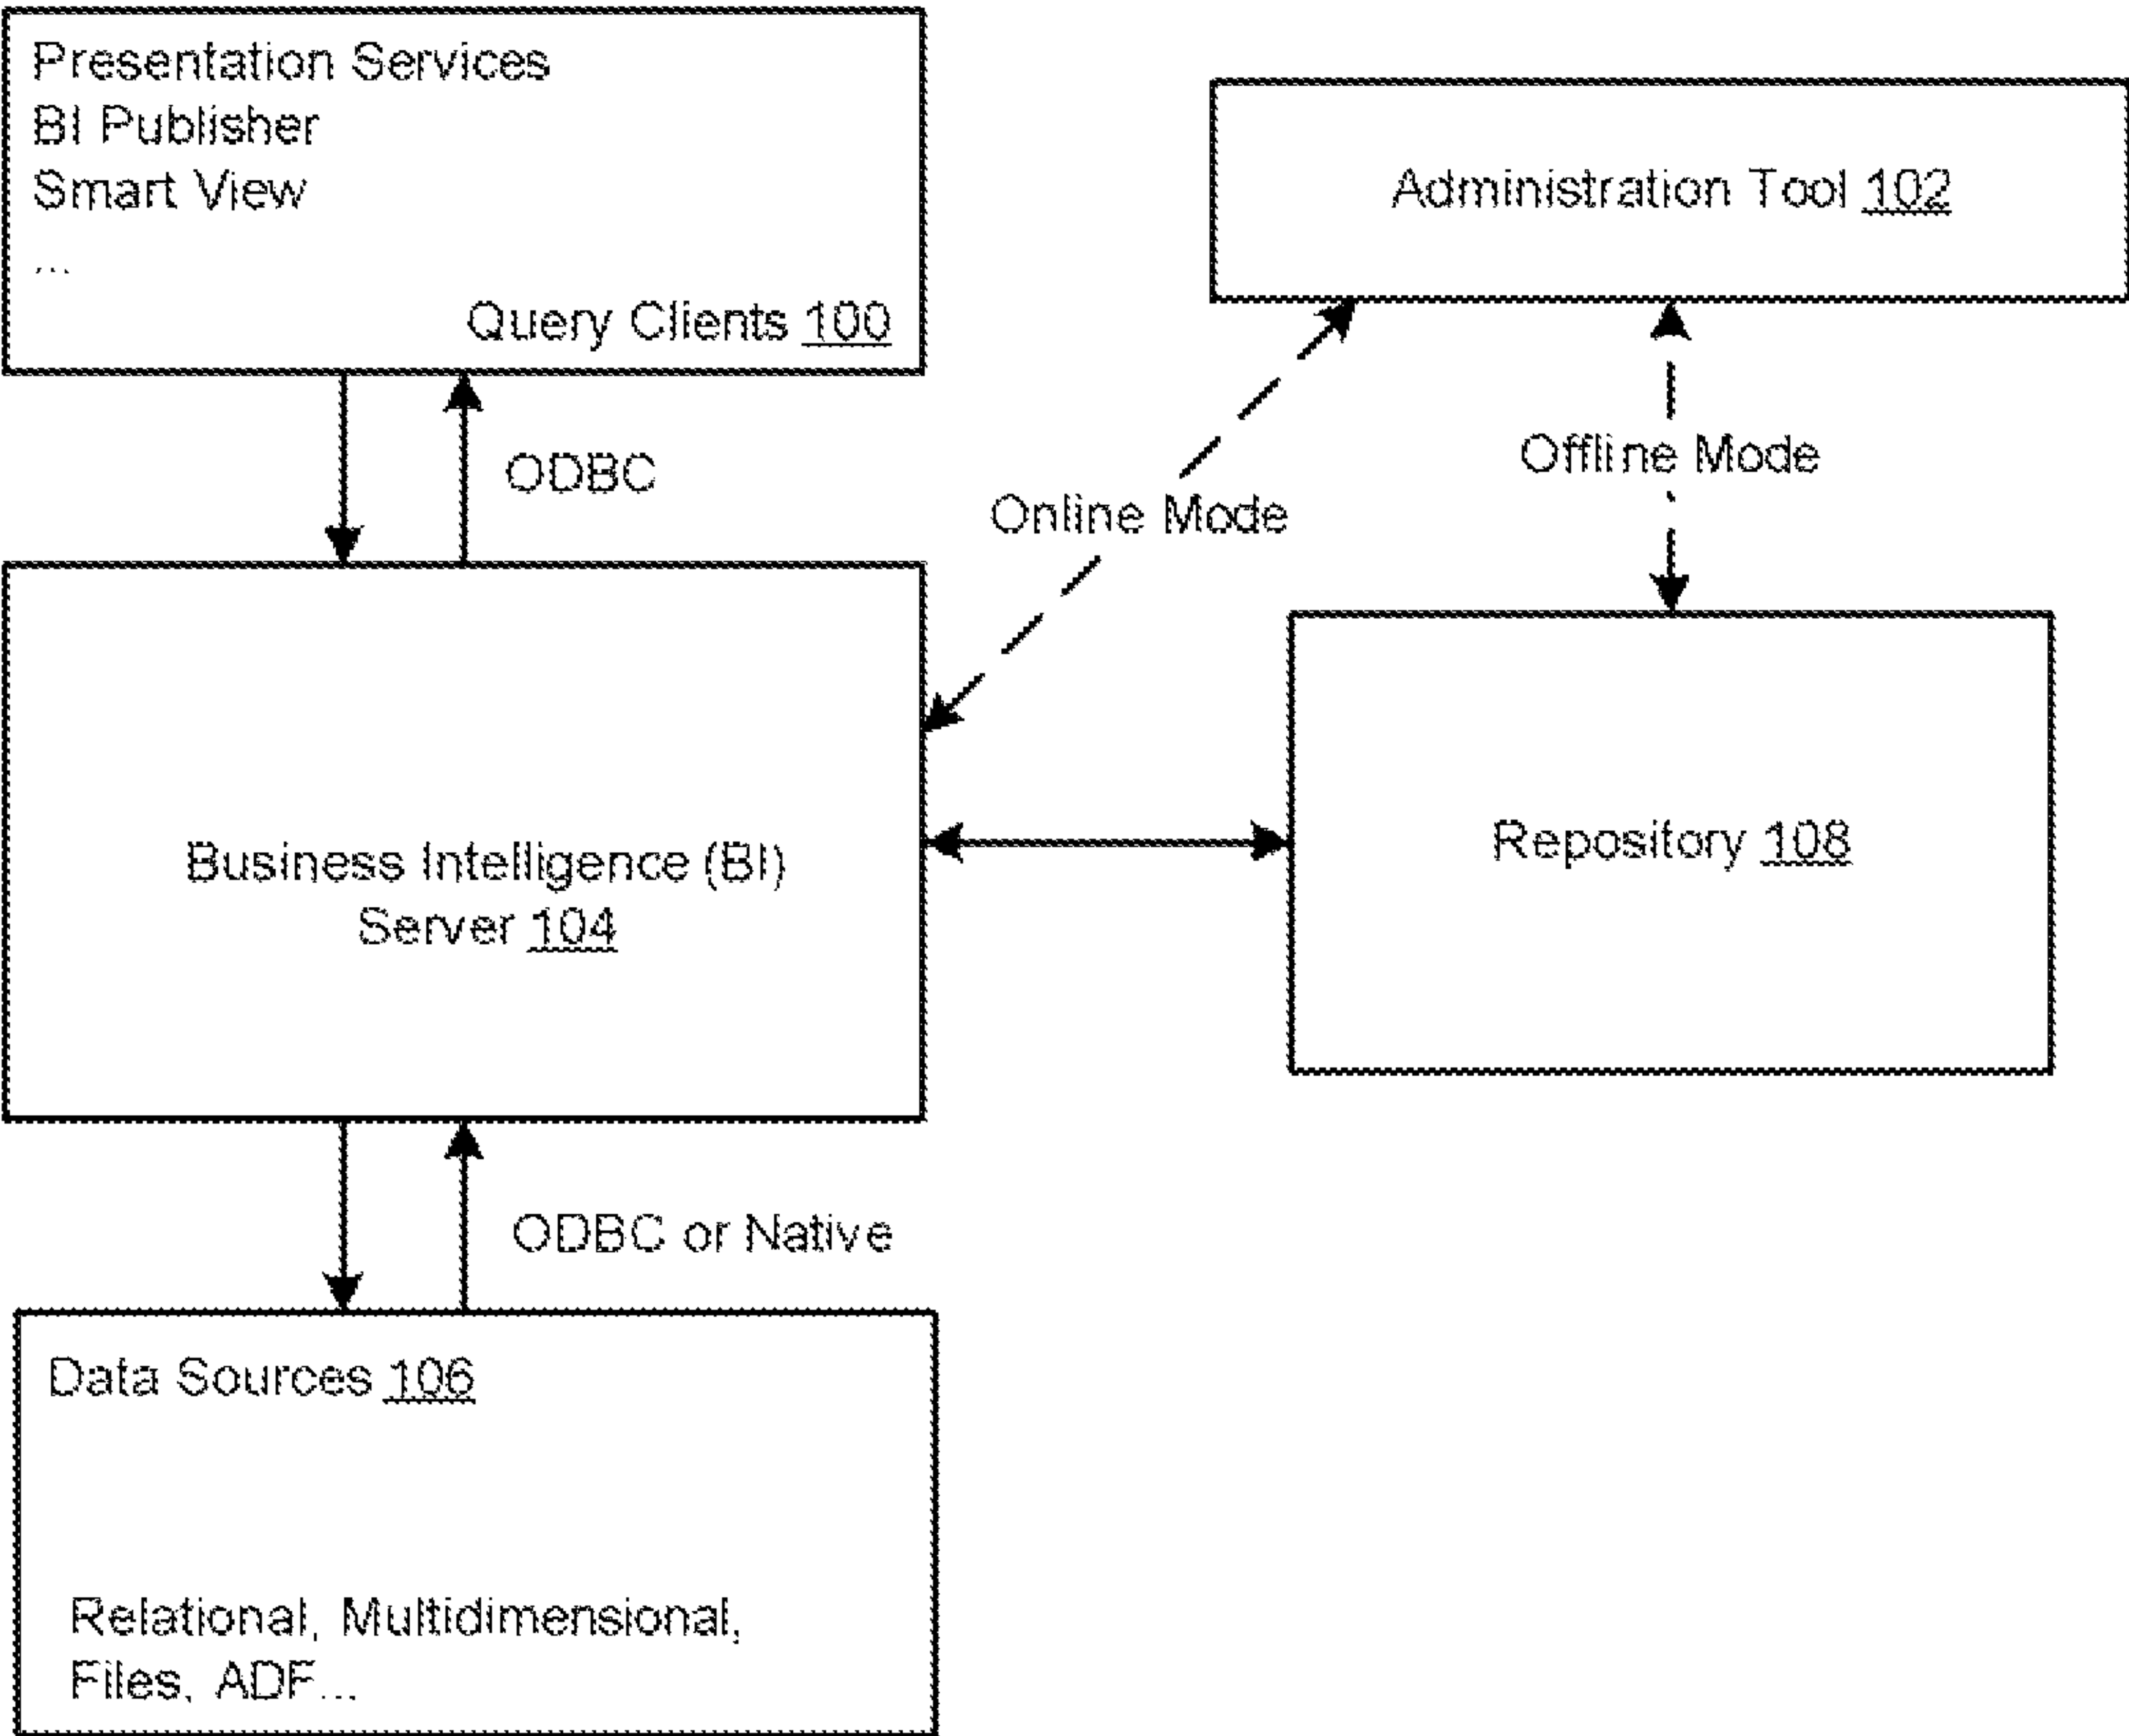 Presentation Services
BI Publisher
Smart View
...
Query Clients 100
Administration Tool 102
ODBC
Offline Mode
Online Mode
Business Intelligence (BI)
Server 104
Repository 108
ODBC or Native
Data Sources 106
Relational, Multidimensional,
Files, ADF...